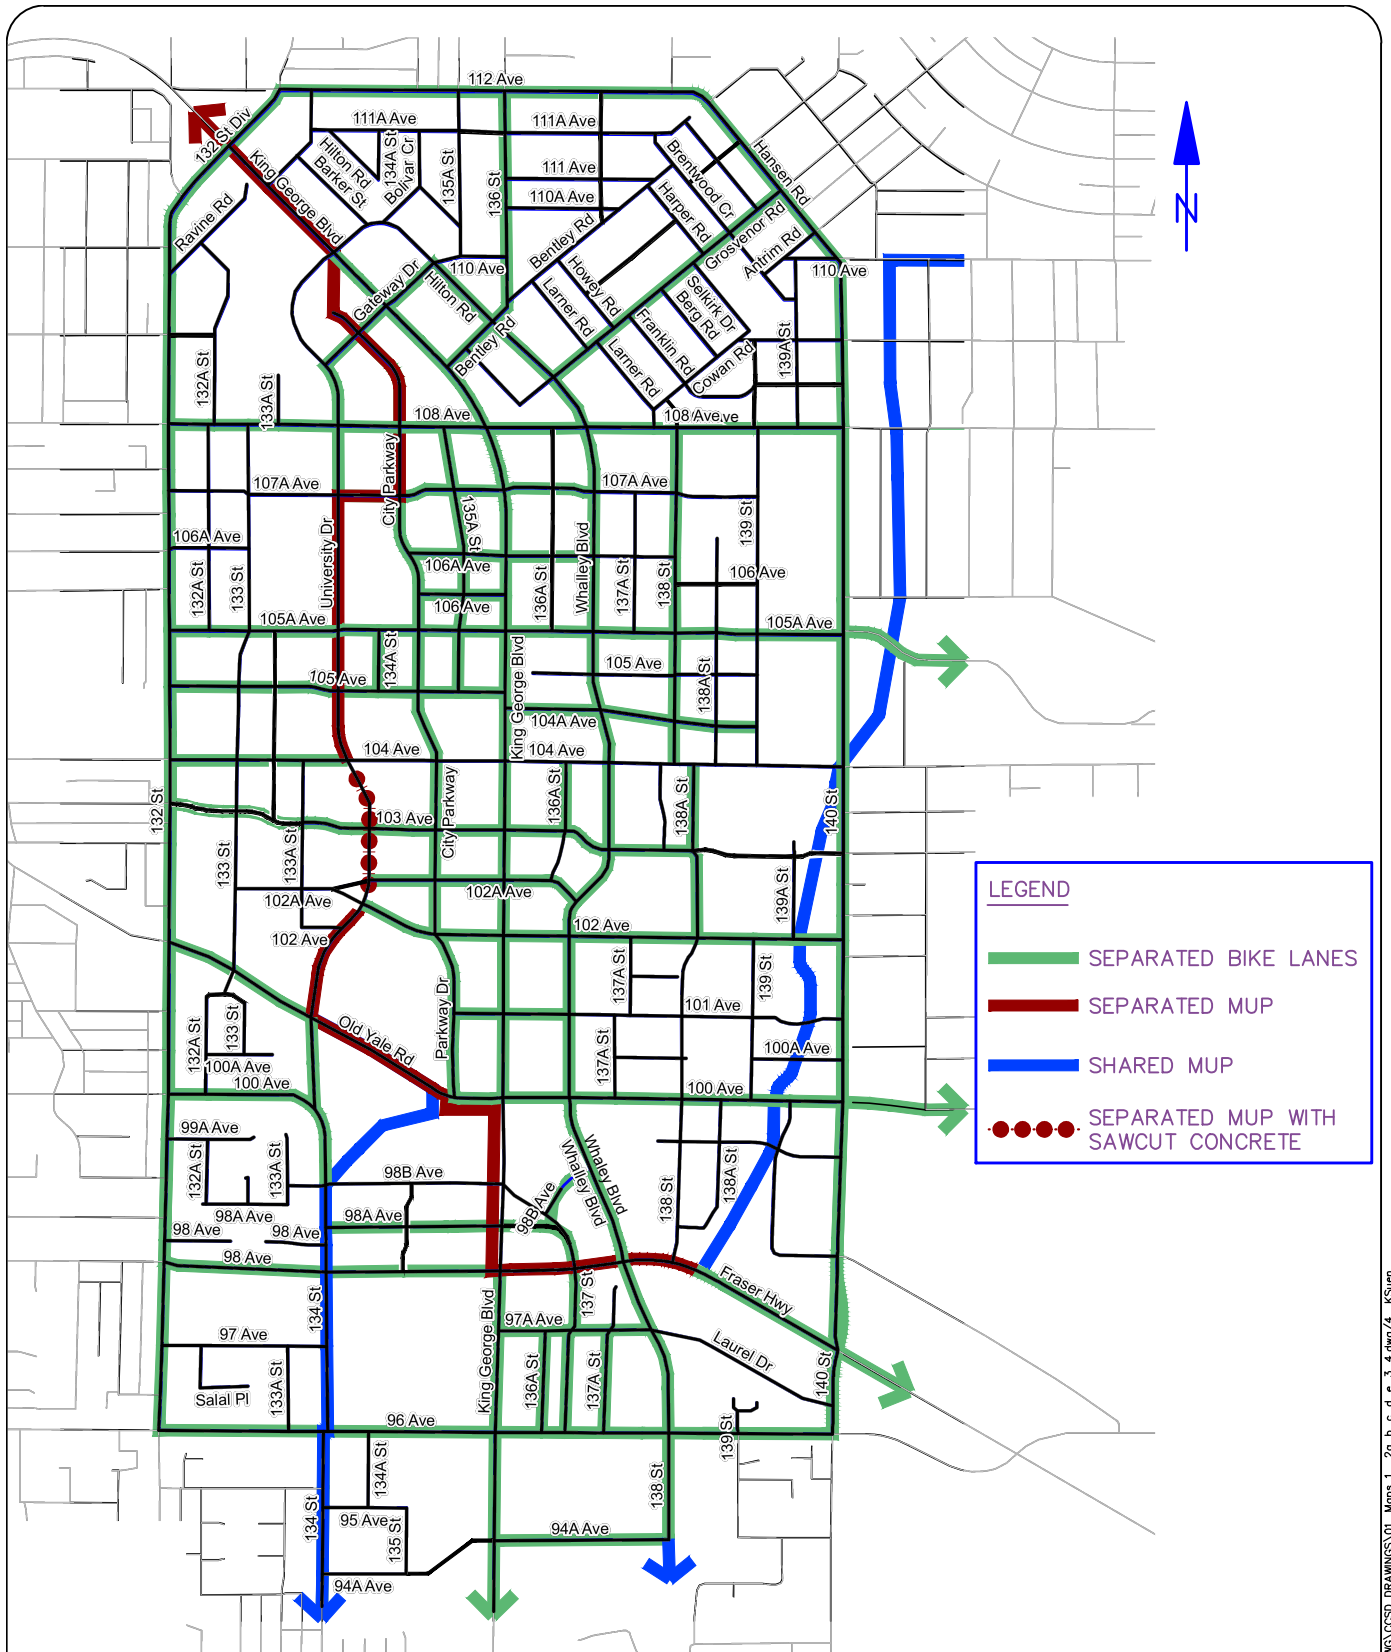 112 Ave
132 St Div
111A Ave
111A Ave
King George Blvd
Hilton Rd
Barker St
134A St
Bolivar Cr
135A St
136 St
111 Ave
110A Ave
Brentwood Cr
Hansen Rd
Ravine Rd
Bentley Rd
Harper Rd
Grosvenor Rd
Antrim Rd
110 Ave
110 Ave
Gateway Dr
Hilton Rd
Howey Rd
Larner Rd
Selkirk Dr
Berg Rd
Franklin Rd
Bentley Rd
Larner Rd
Cowan Rd
139A St
132A St
133A St
108 Ave
108 Ave.ve
City Parkway
107A Ave
107A Ave
135A St
139 St
University Dr
Whalley Blvd
106A Ave
106A Ave
132A St
133 St
136A St
137A St
138 St
106 Ave
106 Ave
105A Ave
105A Ave
134A St
King George Blvd
105 Ave
105 Ave
138A St
104A Ave
104 Ave
104 Ave
132 St
103 Ave
City Parkway
136A St
138A St
140 St
133 St
133A St
102A Ave
102A Ave
139A St
102 Ave
102 Ave
137A St
139 St
Parkway Dr
101 Ave
132A St
133 St
Old Yale Rd
137A St
100A Ave
100A Ave
100 Ave
100 Ave
99A Ave
132A St
133A St
98B Ave
98B Ave
Whalley Blvd
Whaley Blvd
138 St
138A St
98A Ave
98A Ave
98 Ave
98 Ave
98 Ave
134 St
King George Blvd
137 St
Fraser Hwy
97A Ave
97 Ave
Laurel Dr
133A St
Salal Pl
136A St
137A St
140 St
96 Ave
139 St
134A St
138 St
134 St
95 Ave
135 St
94A Ave
94A Ave
N
LEGEND
SEPARATED BIKE LANES
SEPARATED MUP
SHARED MUP
SEPARATED MUP WITH
SAWCUT CONCRETE